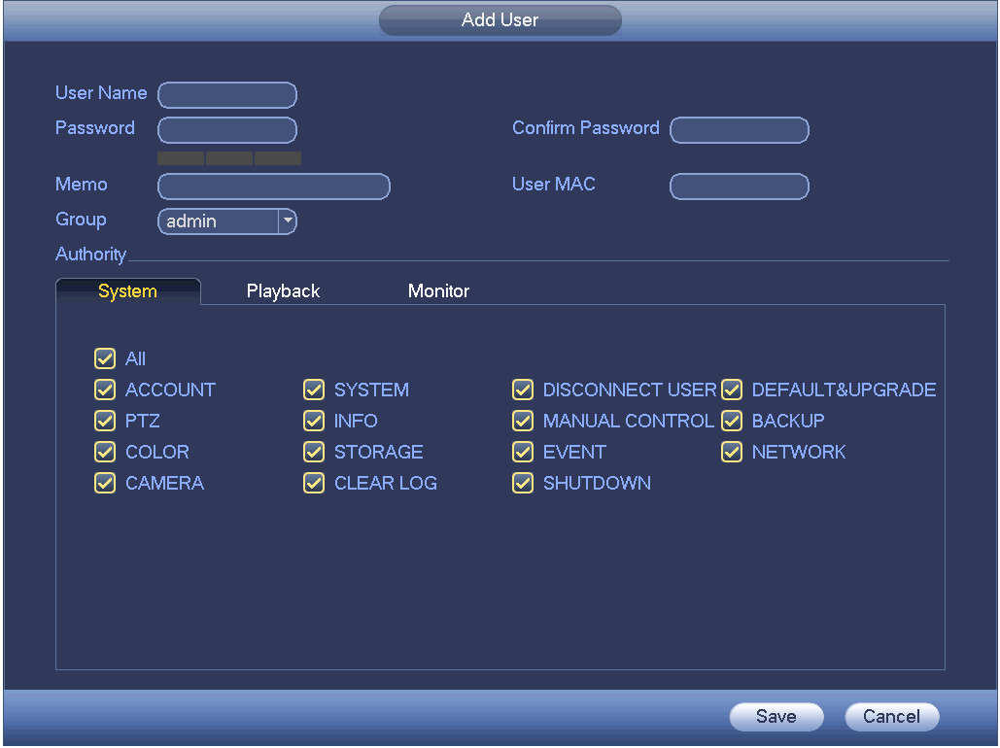 Add User
User Name
Password Confirm Password
Memo User MAC
Group admin
Authority
System Playback Monitor
All
ACCOUNT SYSTEM DISCONNECT USER DEFAULT&UPGRADE
PTZ INFO MANUAL CONTROL BACKUP
COLOR STORAGE EVENT NETWORK
CAMERA CLEAR LOG SHUTDOWN
Save Cancel